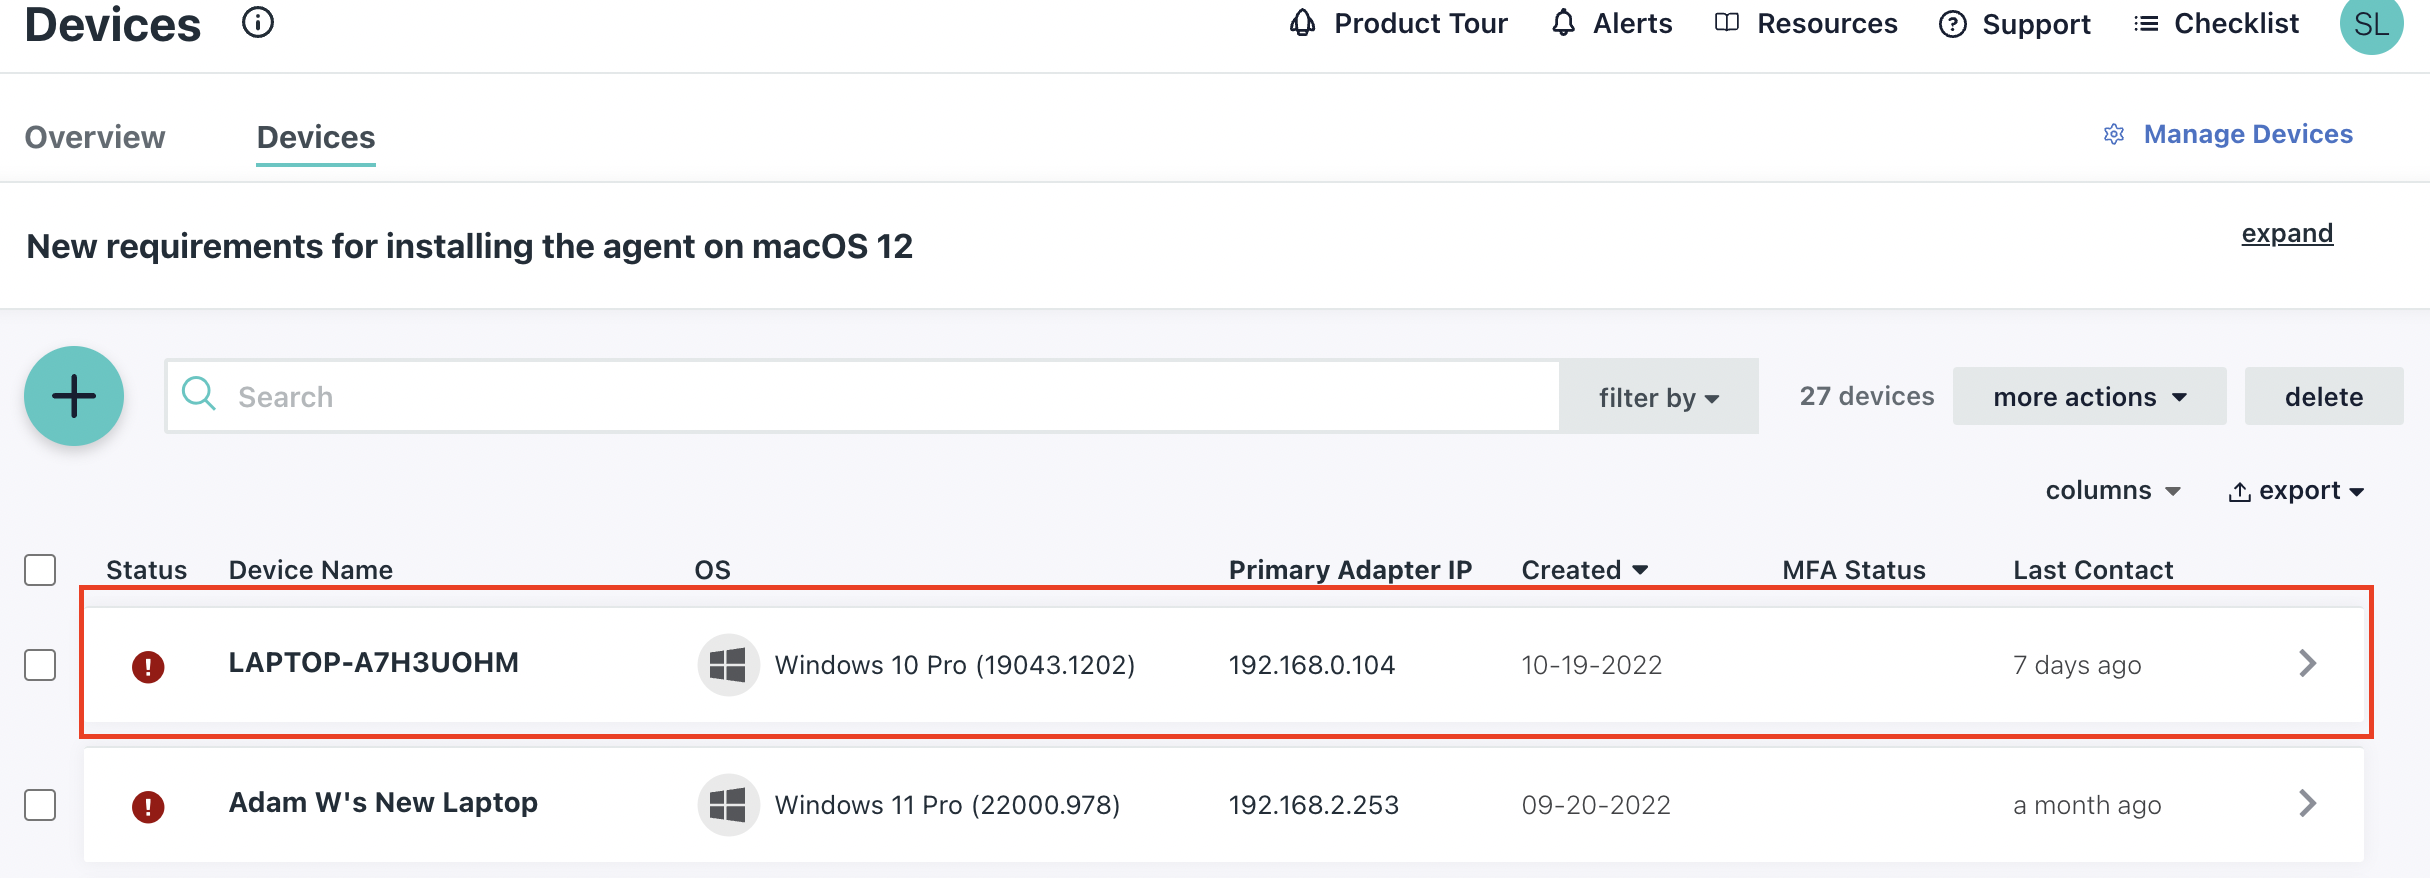 Devices
Product Tour Alerts Resources Support Checklist SL
Overview Devices Manage Devices
New requirements for installing the agent on macOS 12 expand
Search filter by 27 devices more actions delete
columns export
Status Device Name OS Primary Adapter IP Created MFA Status Last Contact
LAPTOP-A7H3UOHM Windows 10 Pro (19043.1202) 192.168.0.104 10-19-2022 7 days ago
Adam W's New Laptop Windows 11 Pro (22000.978) 192.168.2.253 09-20-2022 a month ago